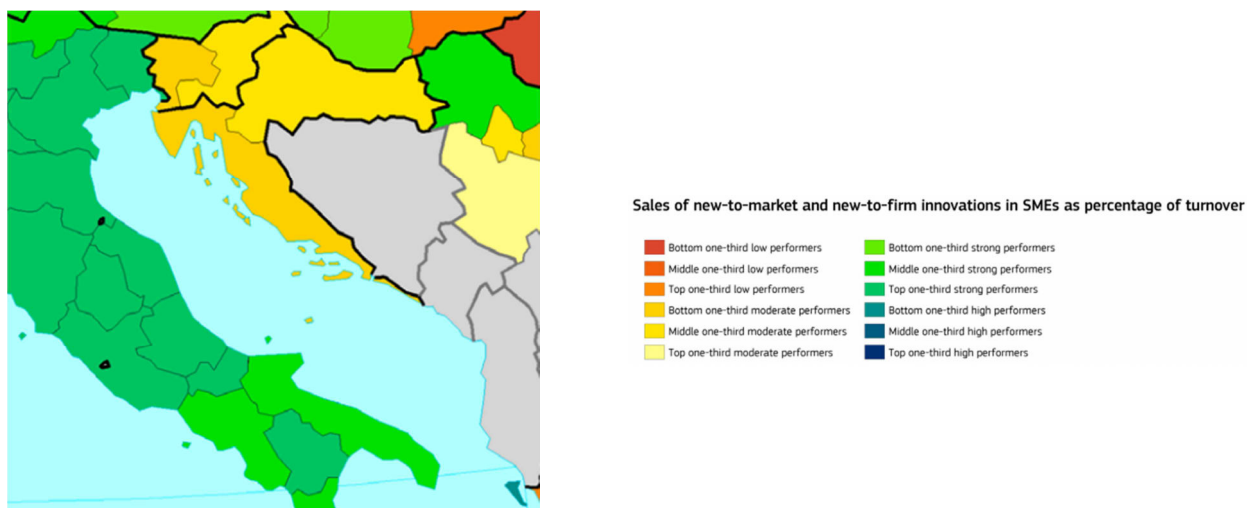 Sales of new-to-market and new-to-firm innovations in SMEs as percentage of turnover
Bottom one-third low performers
Middle one-third low performers
Top one-third low performers
Bottom one-third moderate performers
Middle one-third moderate performers
Top one-third moderate performers
Bottom one-third strong performers
Middle one-third strong performers
Top one-third strong performers
Bottom one-third high performers
Middle one-third high performers
Top one-third high performers